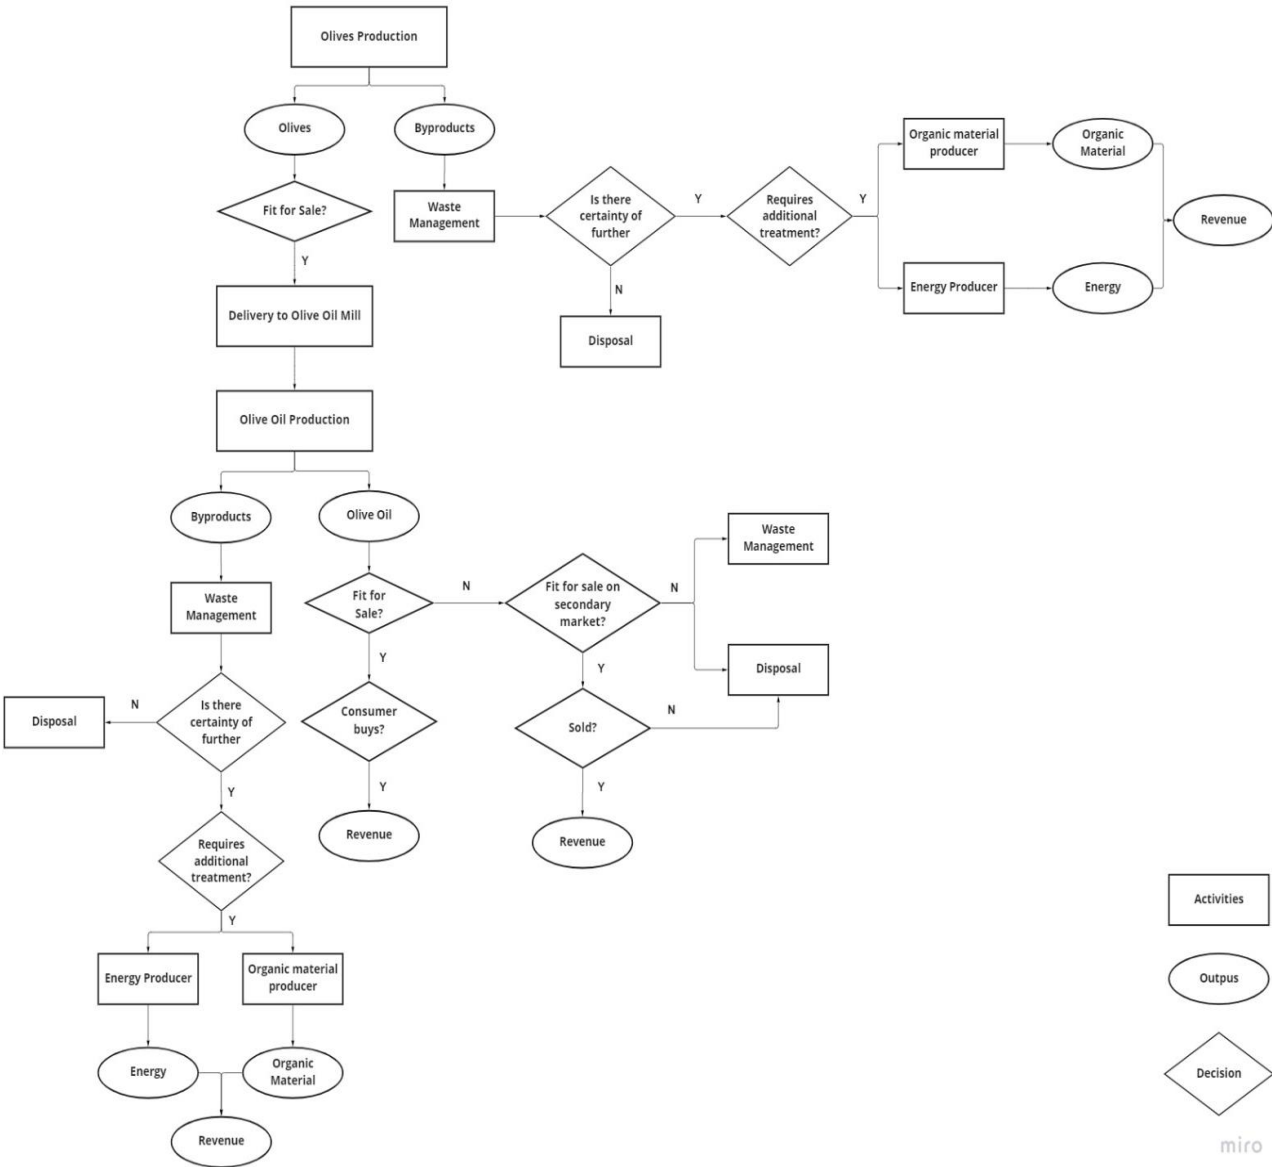 Olives Production
Olives
Byproducts
Fit for Sale?
Y
Waste
Management
Is there
certainty of
further
Y
N
Disposal
Requires
additional
treatment?
Y
Organic material
producer
Organic
Material
Energy Producer
Energy
Revenue
Delivery to Olive Oil Mill
Olive Oil Production
Byproducts
Olive Oil
Waste
Management
Fit for
Sale?
N
Fit for sale on
secondary
market?
N
Waste
Management
Disposal
Y
Y
Is there
certainty of
further
N
Disposal
Consumer
buys?
Sold?
N
Y
Y
Y
Revenue
Revenue
Requires
additional
treatment?
Y
Energy Producer
Organic material
producer
Energy
Organic
Material
Revenue
Activities
Outpus
Decision
miro